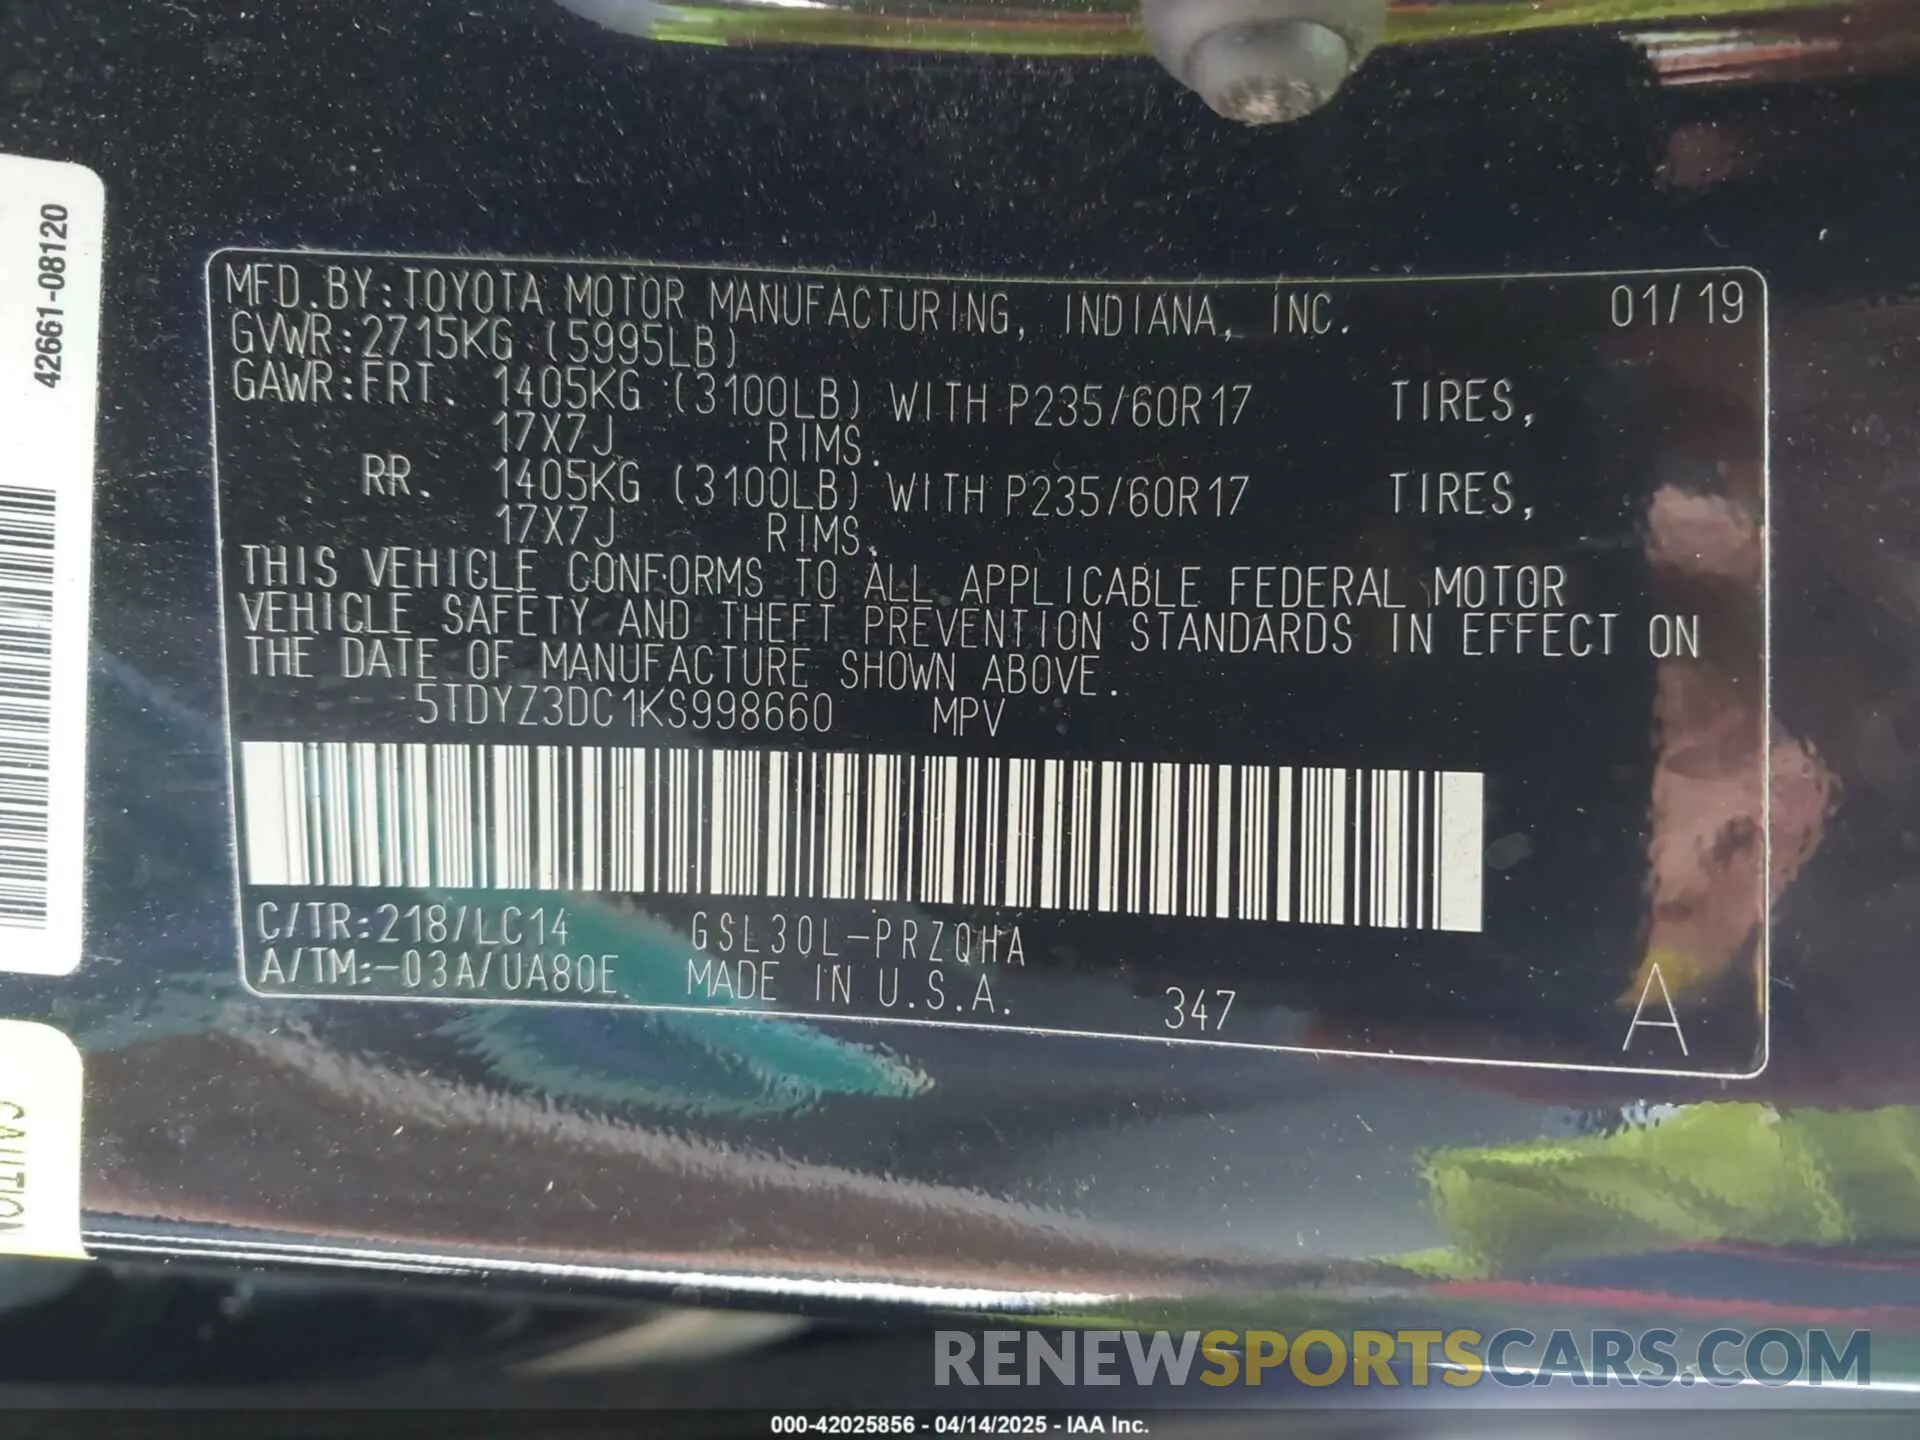 42661-08120
MFD.BY:TOYOTA MOTOR MANUFACTURING, INDIANA, INC. 01/19
GVWR:2715KG (5995LB)
GAWR:FRT. 1405KG (3100LB) WITH P235/60R17 TIRES,
17X7J RIMS.
RR. 1405KG (3100LB) WITH P235/60R17 TIRES,
17X7J RIMS.
THIS VEHICLE CONFORMS TO ALL APPLICABLE FEDERAL MOTOR
VEHICLE SAFETY AND THEFT PREVENTION STANDARDS IN EFFECT ON
THE DATE OF MANUFACTURE SHOWN ABOVE.
5TDYZ3DC1KS998660 MPV
C/TR:218/LC14 GSL30L-PRZQHA
A/TM:-03A/UA80E MADE IN U.S.A. 347 A
CAUTION
RENEWSPORTSCARS.COM
000-42025856 - 04/14/2025 - IAA Inc.